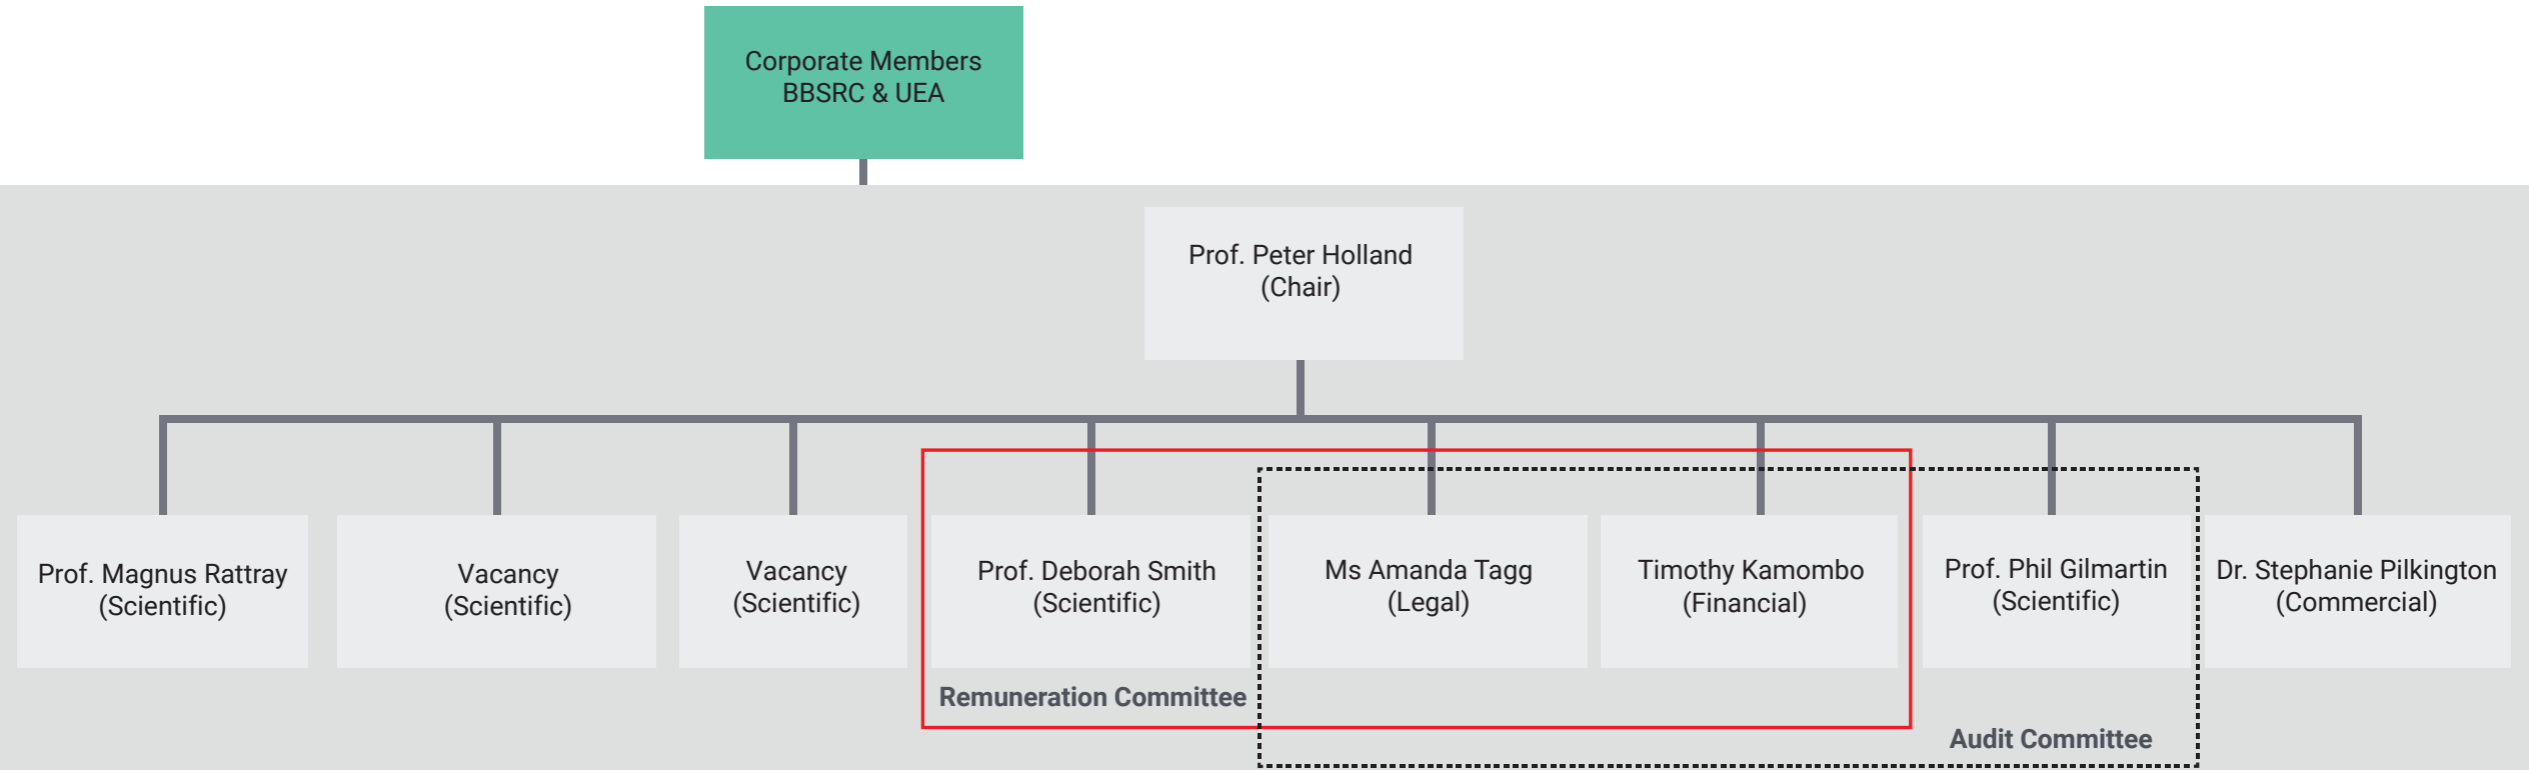 Corporate Members
BBSRC & UEA
Prof. Peter Holland
(Chair)
Prof. Magnus Rattray
(Scientific)
Vacancy
(Scientific)
Vacancy
(Scientific)
Prof. Deborah Smith
(Scientific)
Ms Amanda Tagg
(Legal)
Timothy Kamombo
(Financial)
Prof. Phil Gilmartin
(Scientific)
Dr. Stephanie Pilkington
(Commercial)
Remuneration Committee
Audit Committee